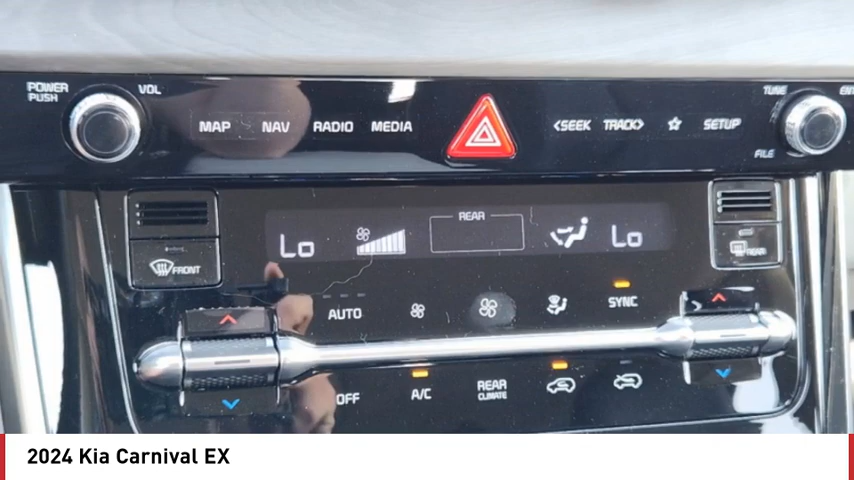 POWER PUSH VOL MAP NAV RADIO MEDIA <SEEK TRACK> ☆ SETUP TUNE FILE
Lo REAR Lo
FRONT REAR
AUTO SYNC
OFF A/C REAR CLIMATE
2024 Kia Carnival EX